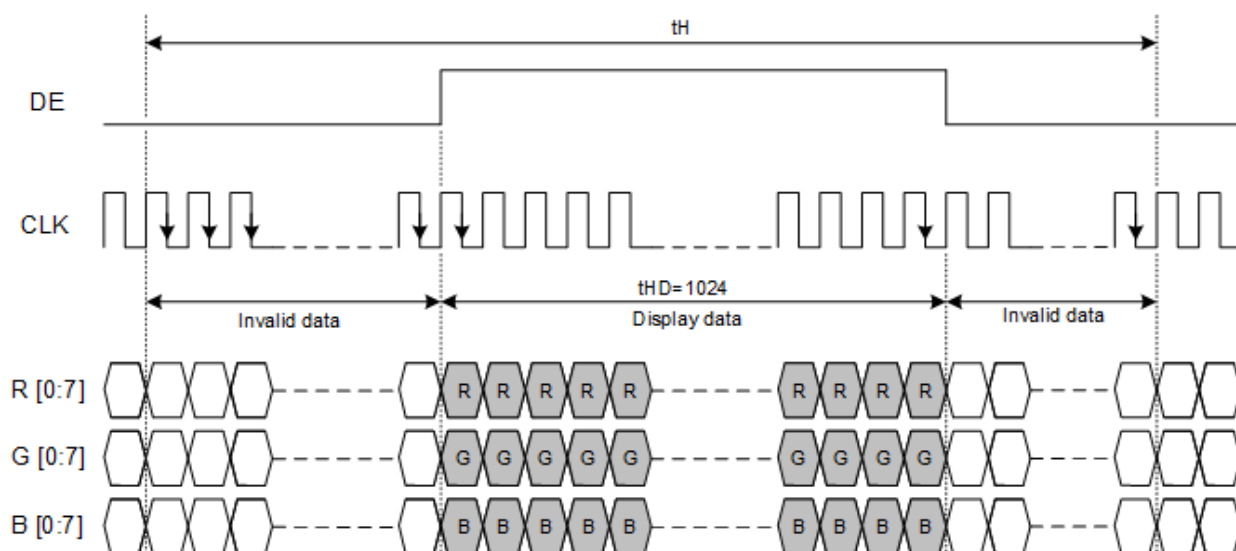 tH
DE
CLK
tHD=1024
Invalid data Display data Invalid data
R [0:7] R R R R R R R R R
G [0:7] G G G G G G G G G
B [0:7] B B B B B B B B B